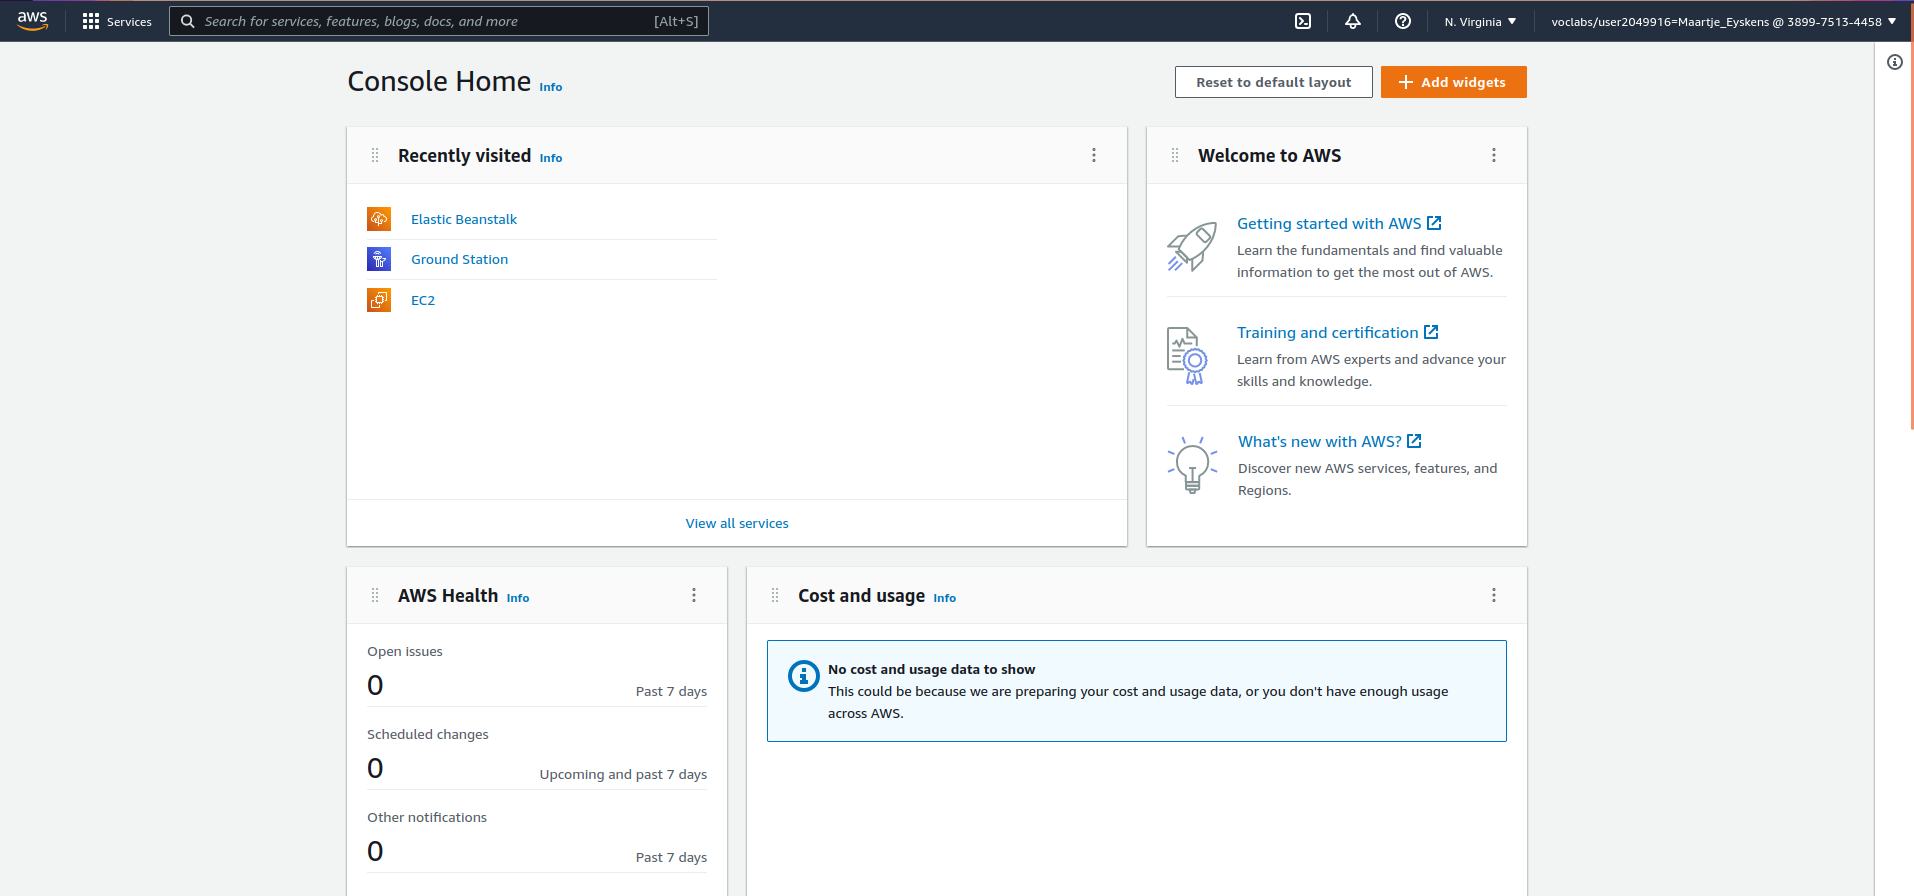 aws
Services
Search for services, features, blogs, docs, and more [Alt+S]
N. Virginia
voclabs/user2049916=Maartje_Eyskens @ 3899-7513-4458
Console Home Info
Reset to default layout
Add widgets
Recently visited Info
Elastic Beanstalk
Ground Station
EC2
View all services
Welcome to AWS
Getting started with AWS
Learn the fundamentals and find valuable
information to get the most out of AWS.
Training and certification
Learn from AWS experts and advance your
skills and knowledge.
What's new with AWS?
Discover new AWS services, features, and
Regions.
AWS Health Info
Open issues
0 Past 7 days
Scheduled changes
0 Upcoming and past 7 days
Other notifications
0 Past 7 days
Cost and usage Info
No cost and usage data to show
This could be because we are preparing your cost and usage data, or you don't have enough usage
across AWS.